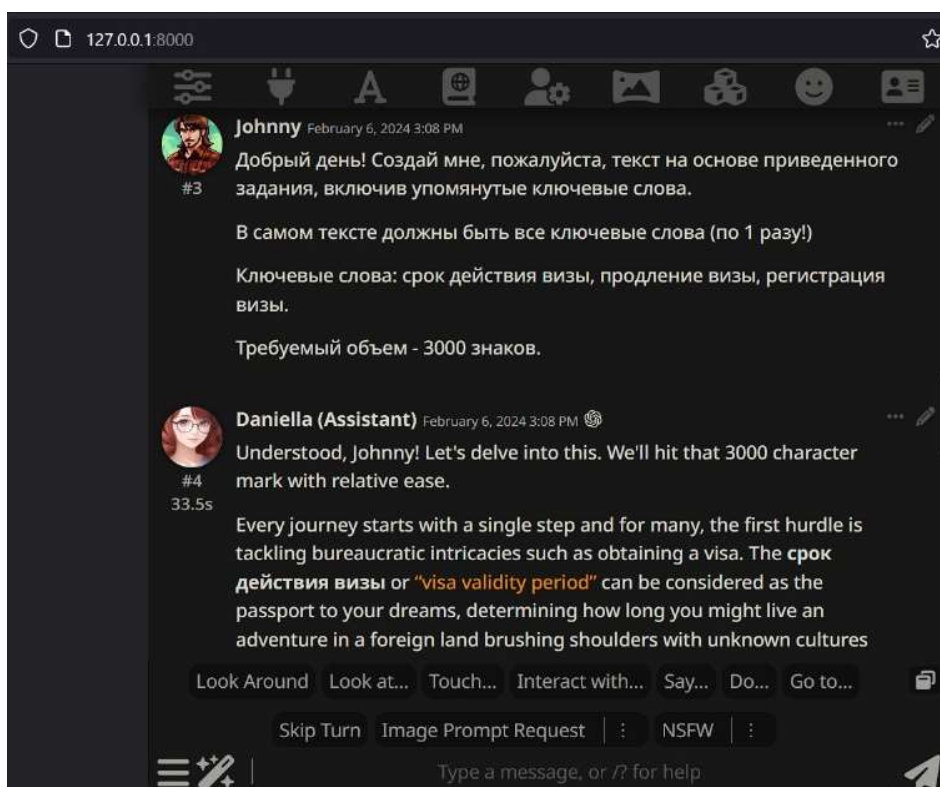 127.0.0.1:8000
Johnny February 6, 2024 3:08 PM
#3
Добрый день! Создай мне, пожалуйста, текст на основе приведенного
задания, включив упомянутые ключевые слова.
В самом тексте должны быть все ключевые слова (по 1 разу!)
Ключевые слова: срок действия визы, продление визы, регистрация
визы.
Требуемый объем - 3000 знаков.
Daniella (Assistant) February 6, 2024 3:08 PM
#4
33.5s
Understood, Johnny! Let's delve into this. We'll hit that 3000 character
mark with relative ease.
Every journey starts with a single step and for many, the first hurdle is
tackling bureaucratic intricacies such as obtaining a visa. The срок
действия визы or “visa validity period” can be considered as the
passport to your dreams, determining how long you might live an
adventure in a foreign land brushing shoulders with unknown cultures
Look Around Look at... Touch... Interact with... Say... Do... Go to...
Skip Turn Image Prompt Request NSFW
Type a message, or /? for help